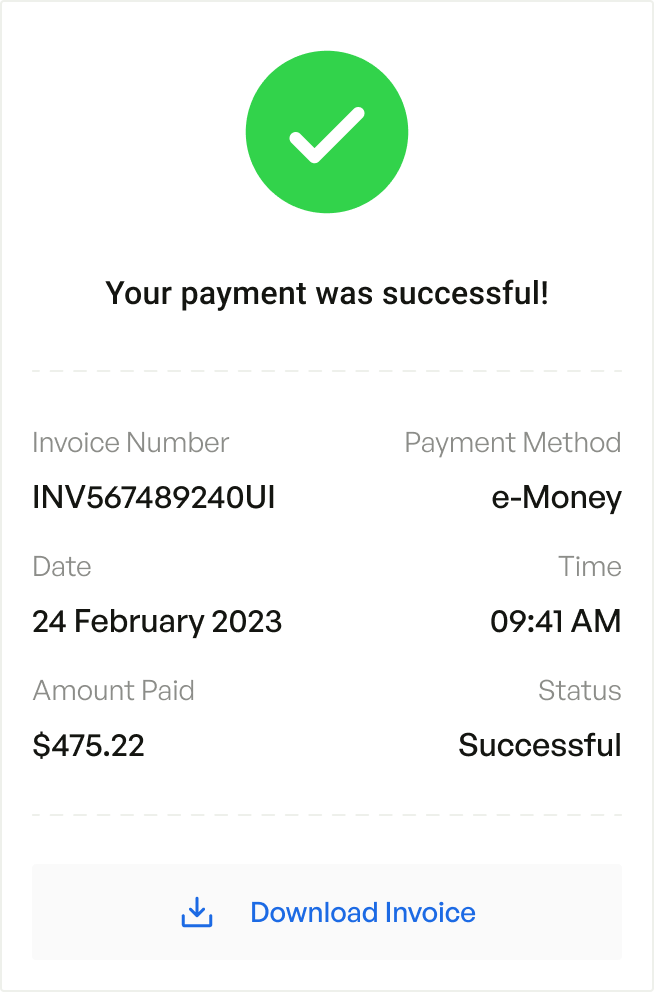 Your payment was successful!
Invoice Number Payment Method
INV567489240UI e-Money
Date Time
24 February 2023 09:41 AM
Amount Paid Status
$475.22 Successful
Download Invoice